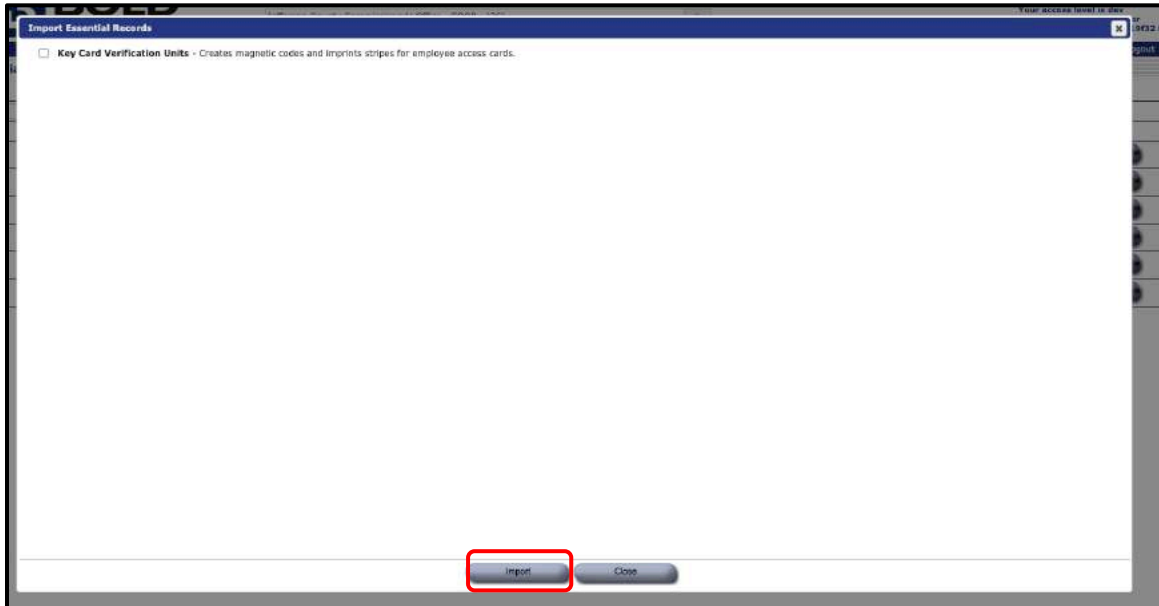 BOLD
Your access level is dev
Import Essential Records
Key Card Verification Units - Creates magnetic codes and imprints stripes for employee access cards.
Import
Close